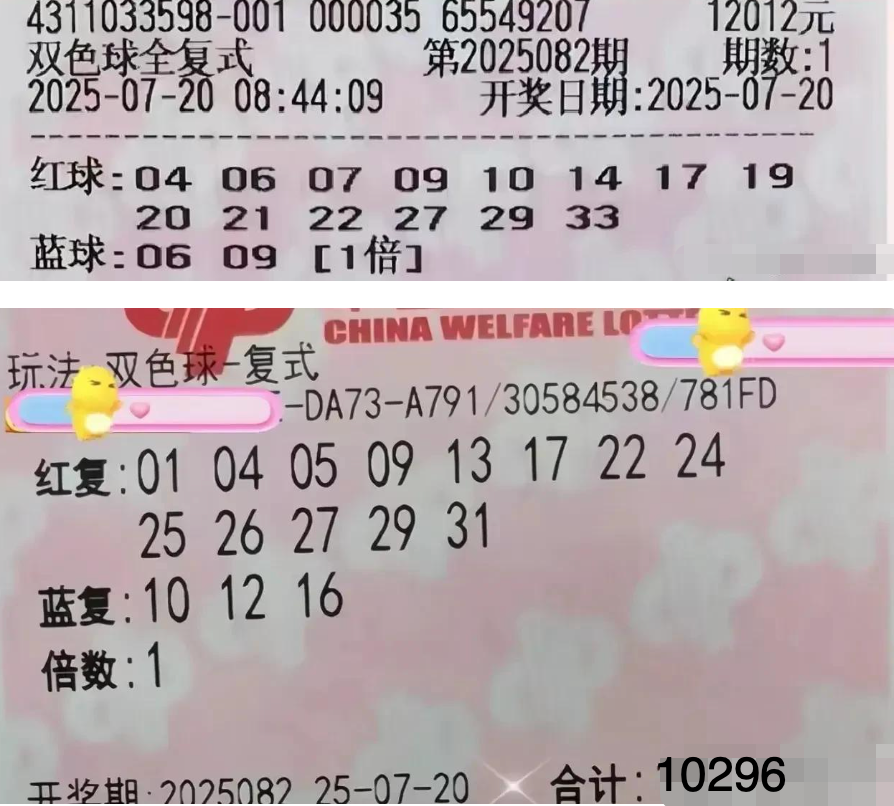 4311033598-001 000035 65549207 12012元
双色球全复式 第2025082期 期数:1
2025-07-20 08:44:09 开奖日期:2025-07-20
红球:04 06 07 09 10 14 17 19
20 21 22 27 29 33
蓝球:06 09 [1倍]
CHINA WELFARE
玩法:双色球-复式
-DA73-A791/30584538/781FD
红复:01 04 05 09 13 17 22 24
25 26 27 29 31
蓝复:10 12 16
倍数:1
开奖期:2025082 25-07-20 合计:10296